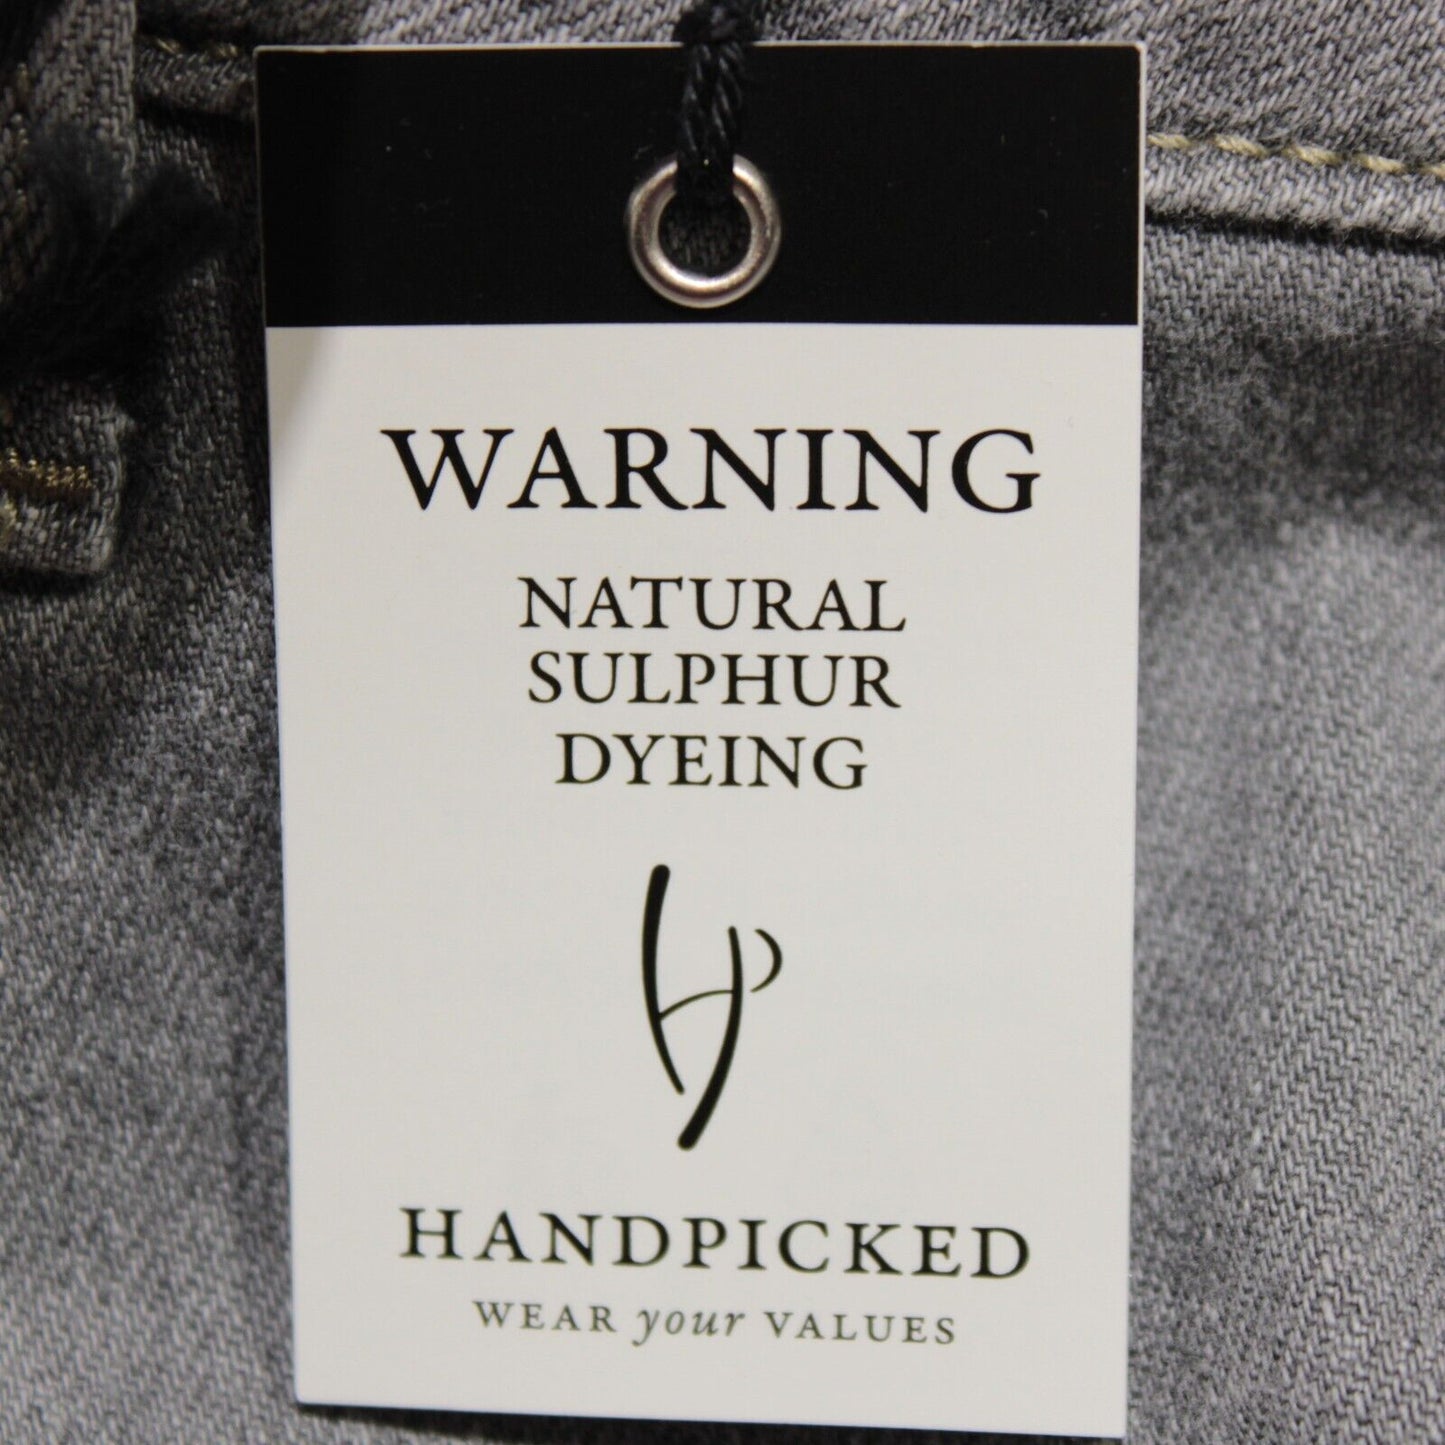 WARNING
NATURAL
SULPHUR
DYEING
HANDPICKED
WEAR your VALUES